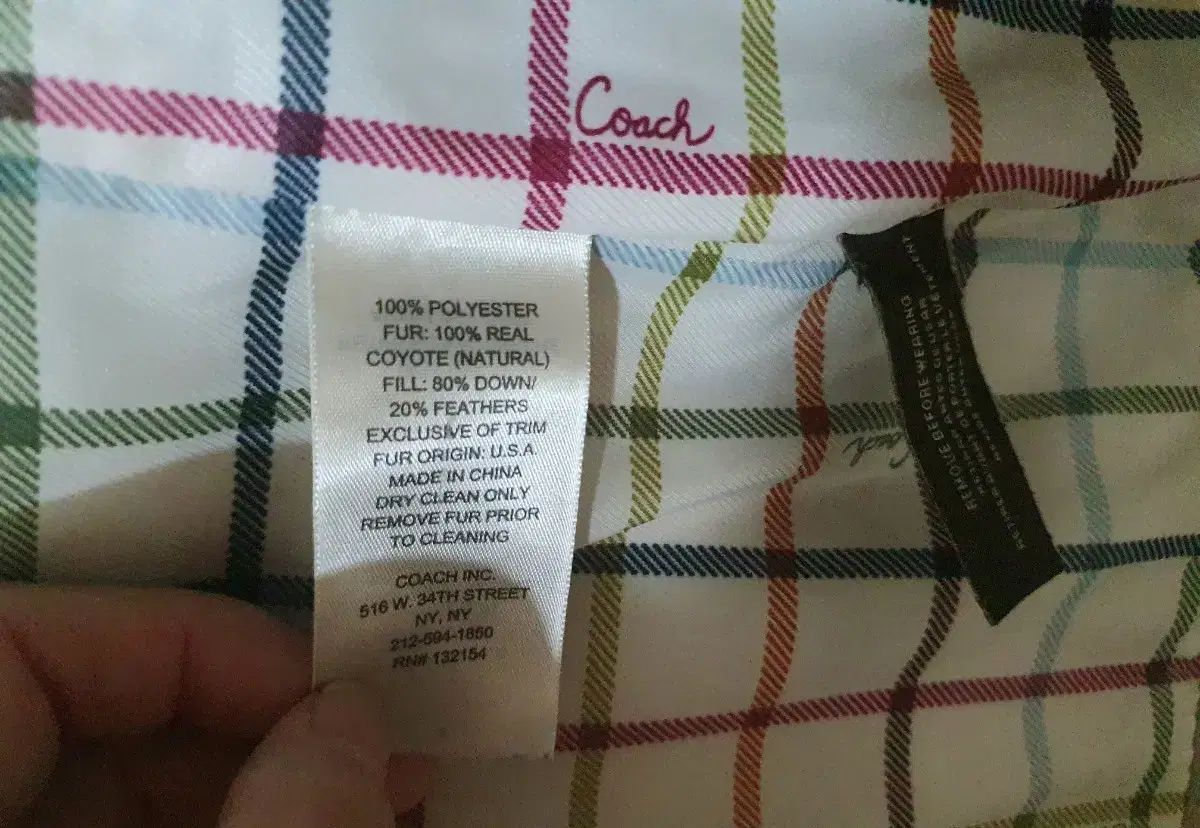 Coach
100% POLYESTER
FUR: 100% REAL
COYOTE (NATURAL)
FILL: 80% DOWN/
20% FEATHERS
EXCLUSIVE OF TRIM
FUR ORIGIN: U.S.A
MADE IN CHINA
DRY CLEAN ONLY
REMOVE FUR PRIOR
TO CLEANING
COACH INC.
516 W. 34TH STREET
NY, NY
212-594-1850
RN# 132154
Coach
REMOVE BEFORE WEARING